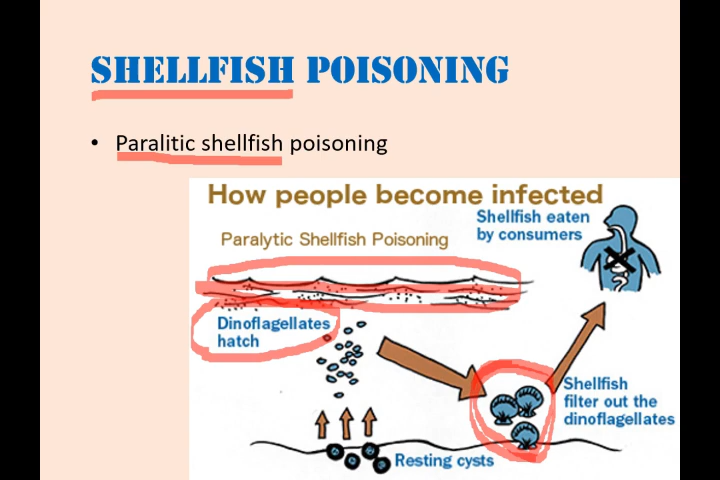 SHELLFISH POISONING
• Paralitic shellfish poisoning
How people become infected
Paralytic Shellfish Poisoning
Shellfish eaten
by consumers
Dinoflagellates
hatch
Shellfish
filter out the
dinoflagellates
Resting cysts